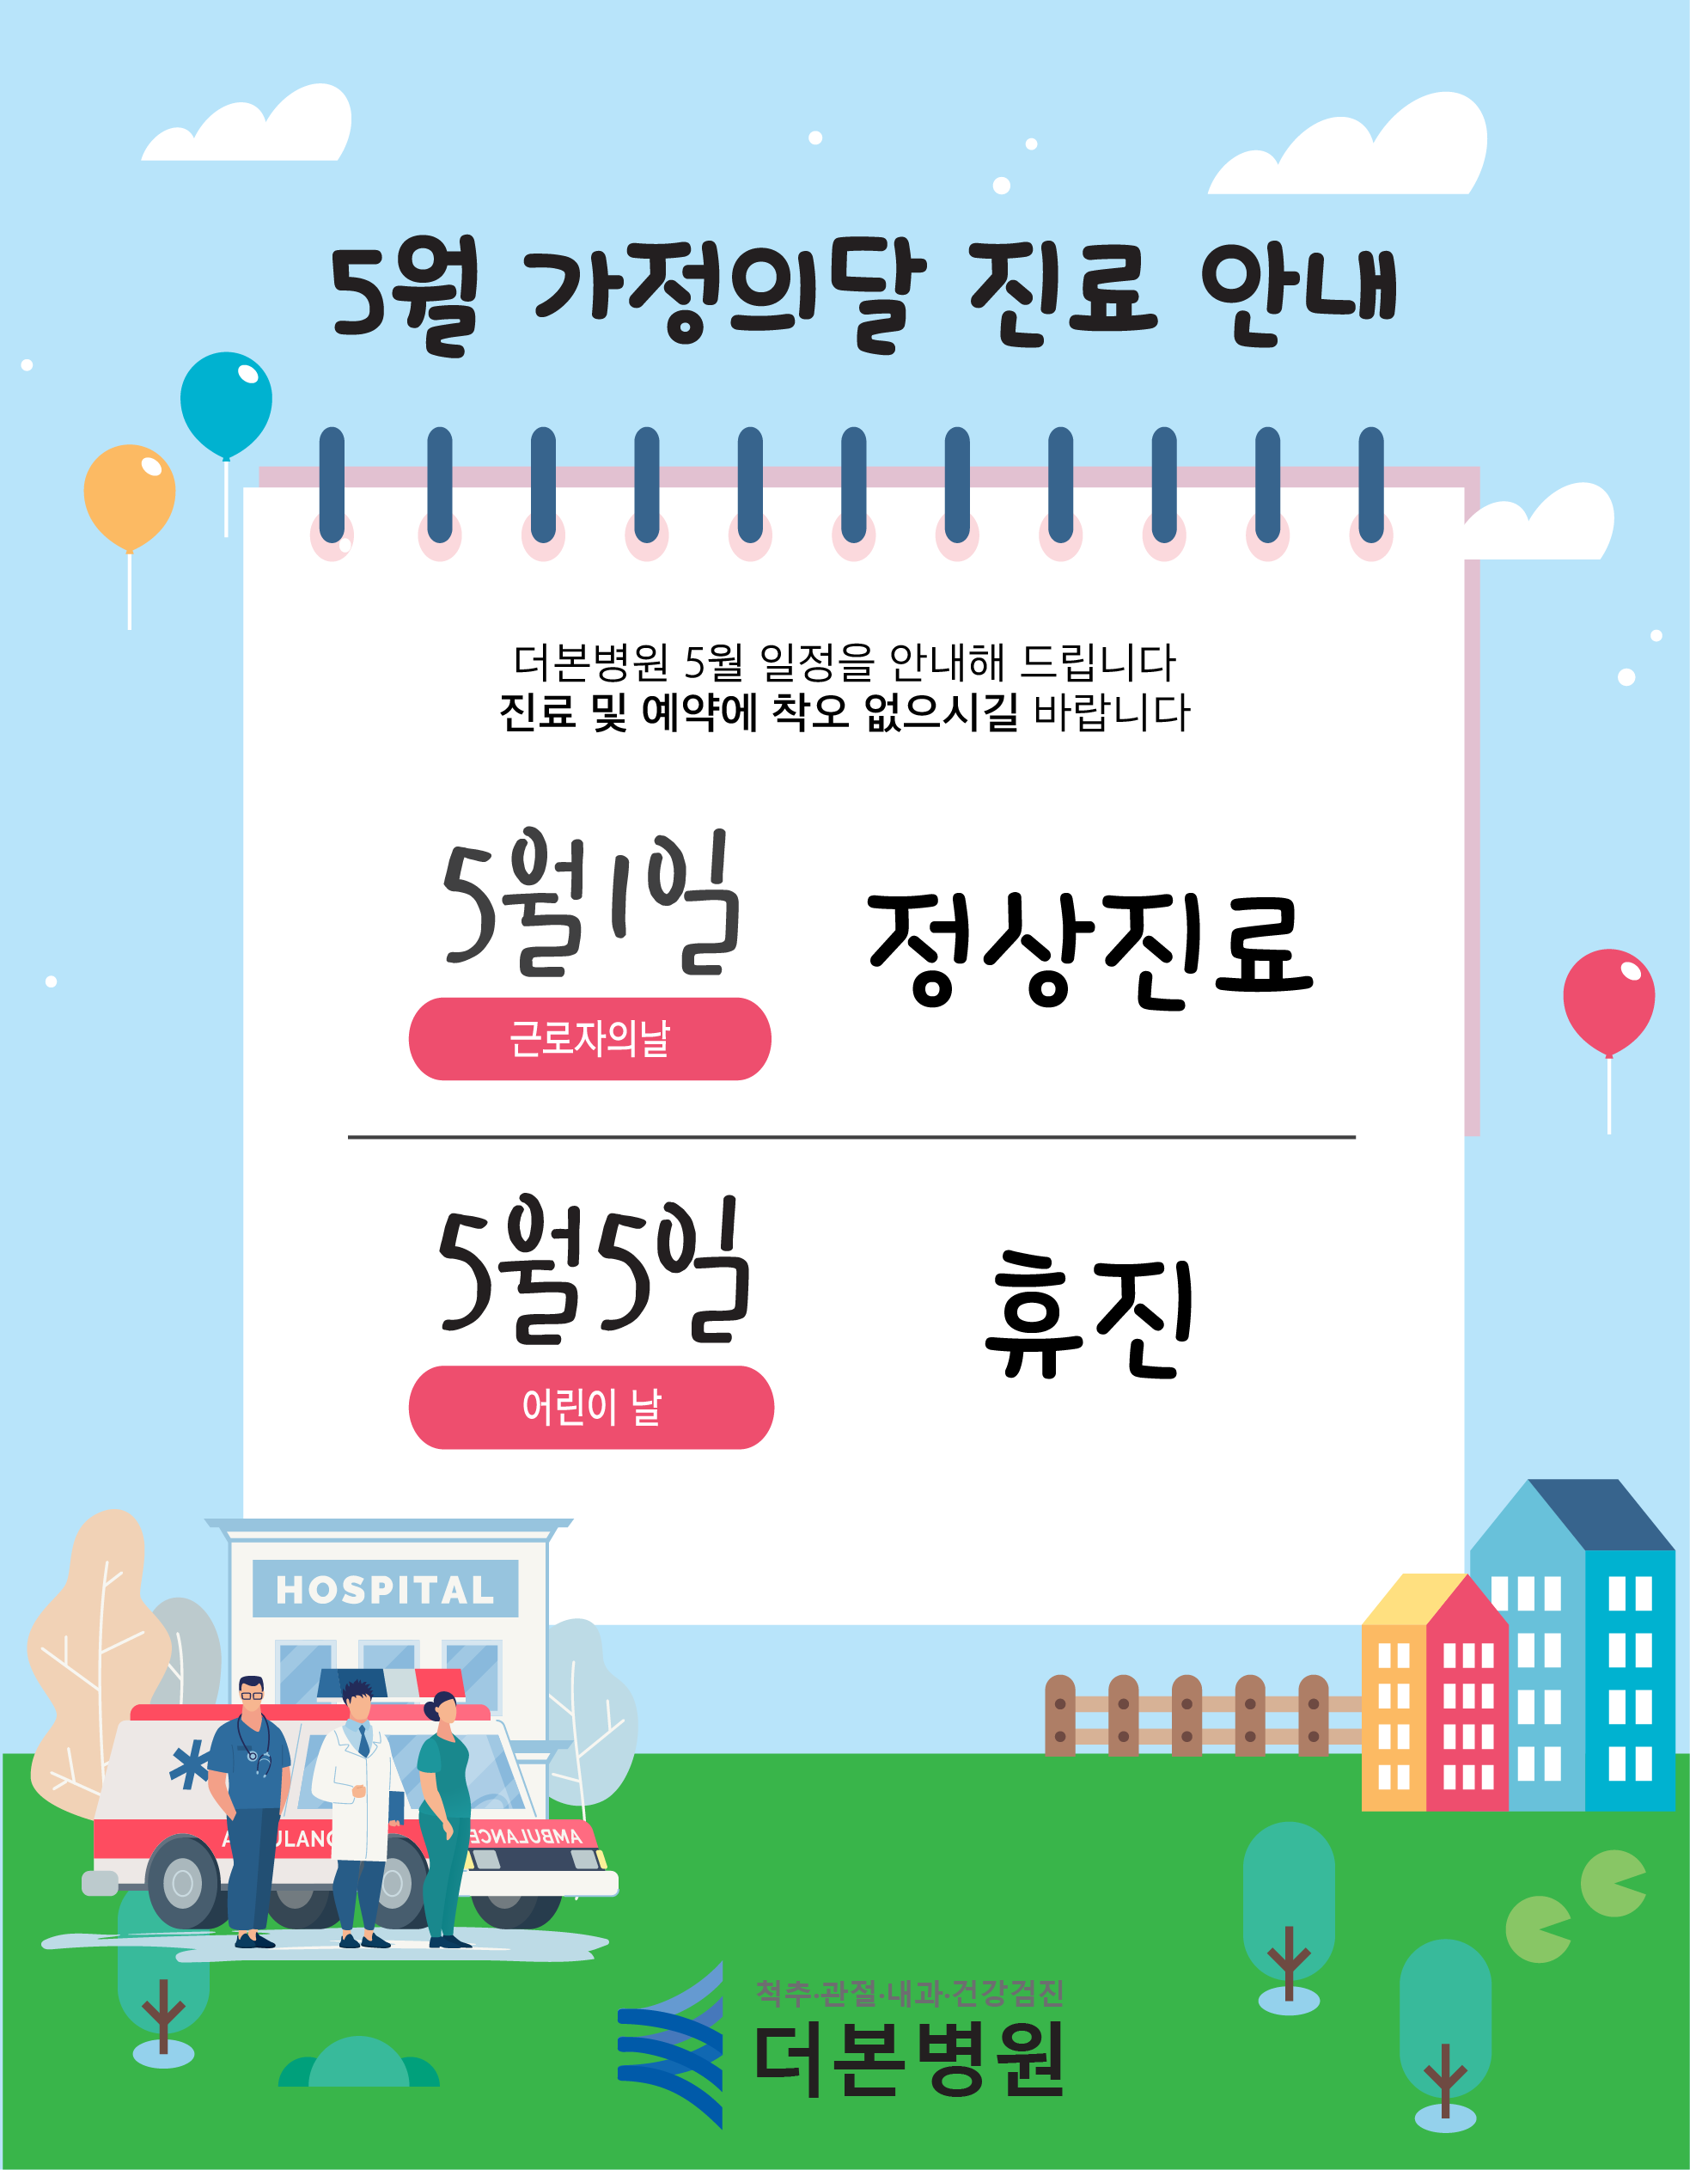 5월 가정의달 진료 안내
더본병원 5월 일정을 안내해 드립니다
진료 및 예약에 착오 없으시길 바랍니다
5월1일
정상진료
근로자의날
5월5일
휴진
어린이 날
HOSPITAL
AMBULANCE
척추·관절·내과·건강검진
더본병원